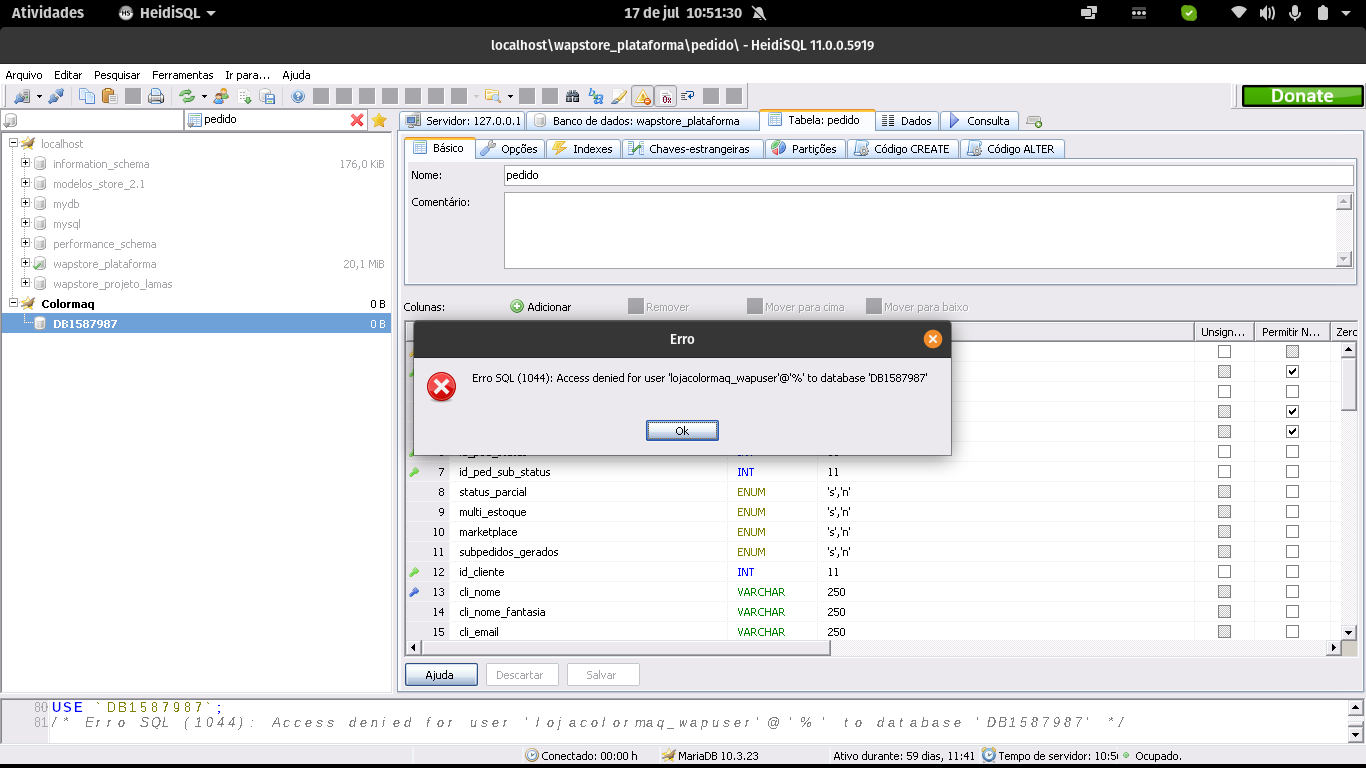 Atividades HeidiSQL 17 de jul 10:51:30
localhost\wapstore_plataforma\pedido\ - HeidiSQL 11.0.0.5919
Arquivo Editar Pesquisar Ferramentas Ir para... Ajuda
Donate
pedido
Servidor: 127.0.0.1 Banco de dados: wapstore_plataforma Tabela: pedido Dados Consulta
localhost
information_schema 176,0 KiB
modelos_store_2.1
mydb
mysql
performance_schema
wapstore_plataforma 20,1 MiB
wapstore_projeto_lamas
Colormaq 0 B
DB1587987 0 B
Básico Opções Indexes Chaves-estrangeiras Partições Código CREATE Código ALTER
Nome: pedido
Comentário:
Colunas: Adicionar Remover Mover para cima Mover para baixo
Unsign... Permitir N... Zero
Erro
Erro SQL (1044): Access denied for user 'lojacolormaq_wapuser'@'%' to database 'DB1587987'
Ok
7 id_ped_sub_status INT 11
8 status_parcial ENUM 's','n'
9 multi_estoque ENUM 's','n'
10 marketplace ENUM 's','n'
11 subpedidos_gerados ENUM 's','n'
12 id_cliente INT 11
13 cli_nome VARCHAR 250
14 cli_nome_fantasia VARCHAR 250
15 cli_email VARCHAR 250
Ajuda Descartar Salvar
80 USE `DB1587987`;
81 /* Erro SQL (1044): Access denied for user 'lojacolormaq_wapuser'@'%' to database 'DB1587987' */
Conectado: 00:00 h MariaDB 10.3.23 Ativo durante: 59 dias, 11:41 Tempo de servidor: 10:5 Ocupado.